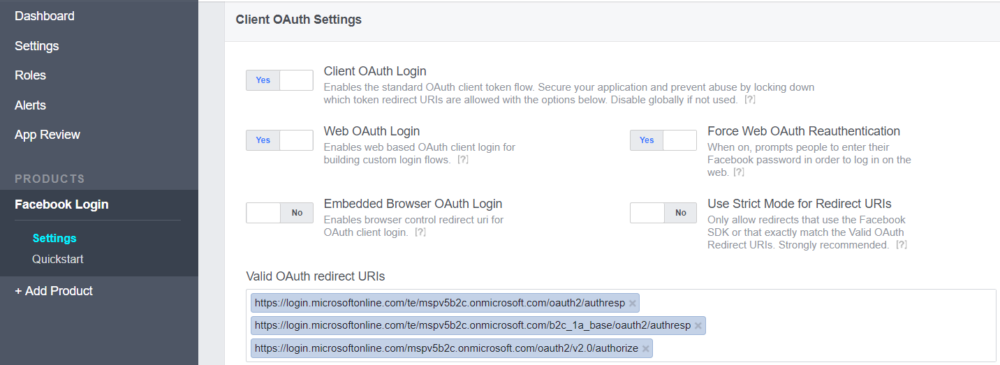 Dashboard
Settings
Roles
Alerts
App Review
PRODUCTS
Facebook Login
Settings
Quickstart
+ Add Product
Client OAuth Settings
Yes
Client OAuth Login
Enables the standard OAuth client token flow. Secure your application and prevent abuse by locking down
which token redirect URIs are allowed with the options below. Disable globally if not used. [?]
Yes
Web OAuth Login
Enables web based OAuth client login for
building custom login flows. [?]
Yes
Force Web OAuth Reauthentication
When on, prompts people to enter their
Facebook password in order to log in on the
web. [?]
No
Embedded Browser OAuth Login
Enables browser control redirect uri for
OAuth client login. [?]
No
Use Strict Mode for Redirect URIs
Only allow redirects that use the Facebook
SDK or that exactly match the Valid OAuth
Redirect URIs. Strongly recommended. [?]
Valid OAuth redirect URIs
https://login.microsoftonline.com/te/mspv5b2c.onmicrosoft.com/oauth2/authresp
https://login.microsoftonline.com/te/mspv5b2c.onmicrosoft.com/b2c_1a_base/oauth2/authresp
https://login.microsoftonline.com/mspv5b2c.onmicrosoft.com/oauth2/v2.0/authorize